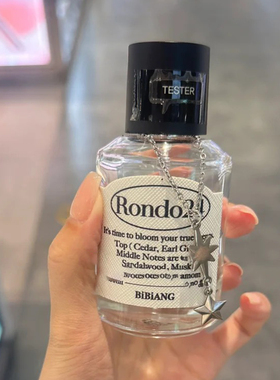 TESTER
Rondo24
It's time to bloom your true
Top ( Cedar, Earl G
Middle Notes are
Sandalwood, Musk
BiBiANG